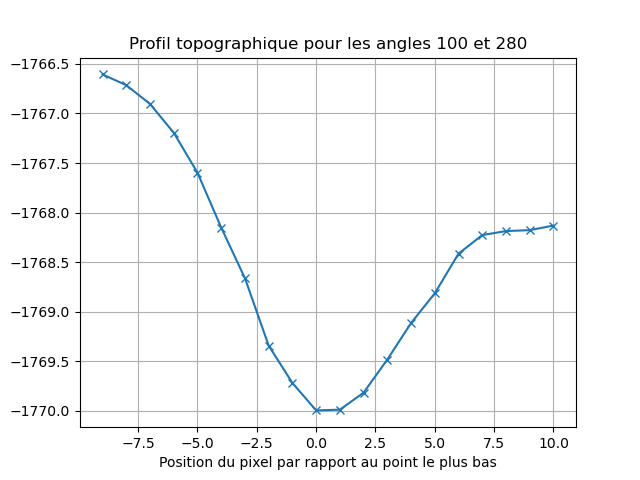 Profil topographique pour les angles 100 et 280
−1766.5
−1767.0
−1767.5
−1768.0
−1768.5
−1769.0
−1769.5
−1770.0
−7.5 −5.0 −2.5 0.0 2.5 5.0 7.5 10.0
Position du pixel par rapport au point le plus bas